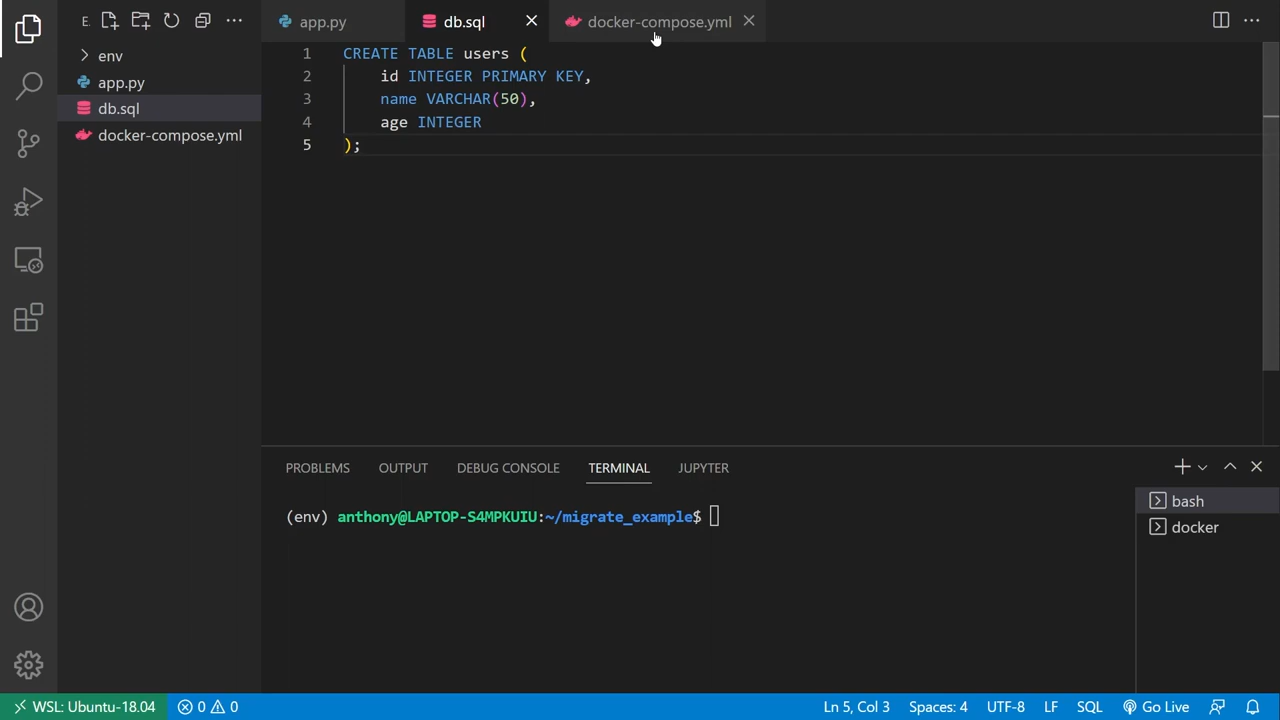 E.
env
app.py
db.sql
docker-compose.yml
app.py
db.sql
docker-compose.yml
1 CREATE TABLE users (
2 id INTEGER PRIMARY KEY,
3 name VARCHAR(50),
4 age INTEGER
5 );
PROBLEMS OUTPUT DEBUG CONSOLE TERMINAL JUPYTER
(env) anthony@LAPTOP-S4MPKUIU:~/migrate_example$
bash
docker
WSL: Ubuntu-18.04 0 0 Ln 5, Col 3 Spaces: 4 UTF-8 LF SQL Go Live